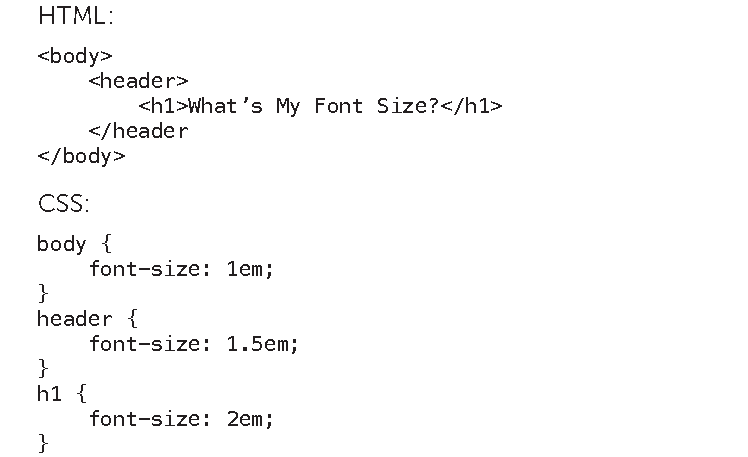 HTML:
<body>
    <header>
        <h1>What’s My Font Size?</h1>
    </header
</body>
CSS:
body {
    font-size: 1em;
}
header {
    font-size: 1.5em;
}
h1 {
    font-size: 2em;
}